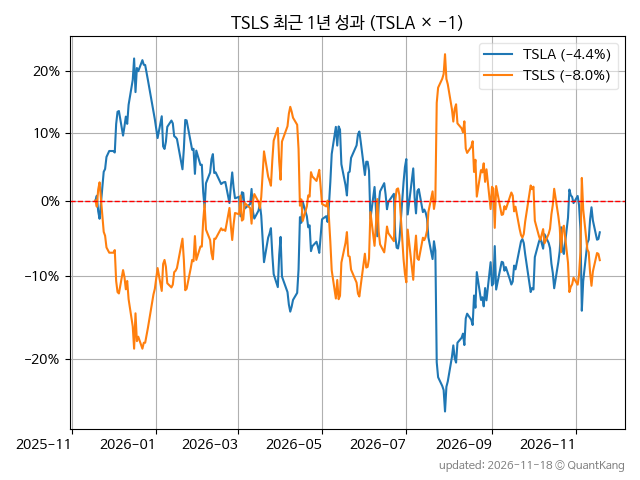 TSLS 최근 1년 성과 (TSLA × −1)
TSLA (−4.4%)
TSLS (−8.0%)
20%
10%
0%
−10%
−20%
2025-11 2026-01 2026-03 2026-05 2026-07 2026-09 2026-11
updated: 2026-11-18 © QuantKang